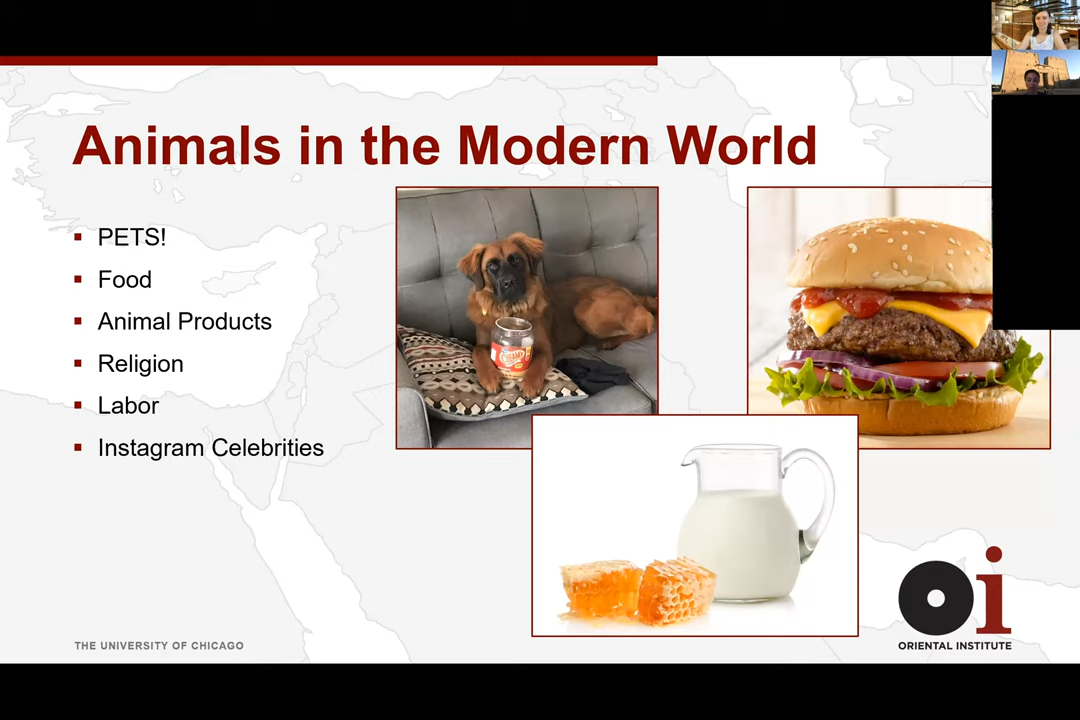 Animals in the Modern World
PETS!
Food
Animal Products
Religion
Labor
Instagram Celebrities
THE UNIVERSITY OF CHICAGO
oi
ORIENTAL INSTITUTE